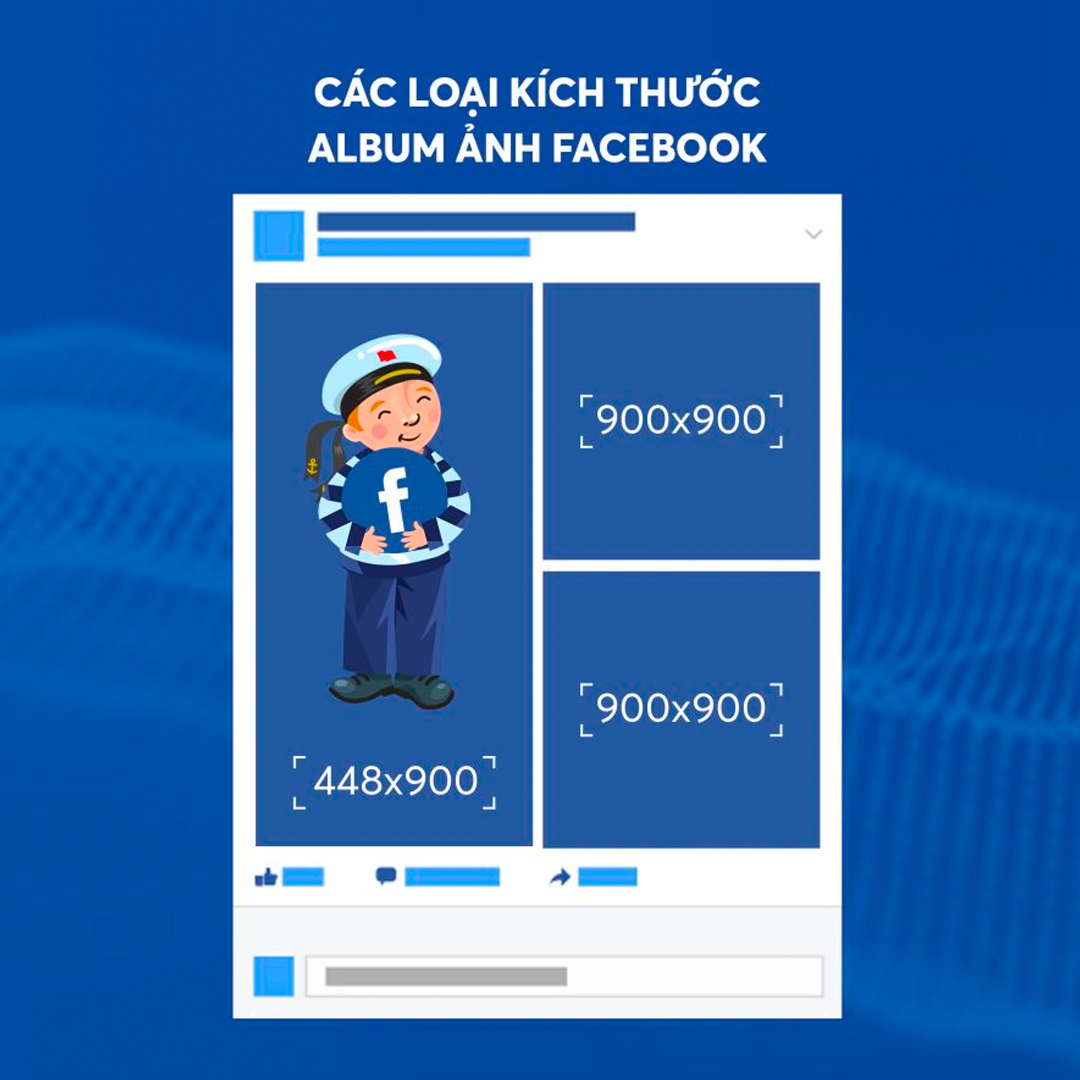 CÁC LOẠI KÍCH THƯỚC
ALBUM ẢNH FACEBOOK
f
448x900
900x900
900x900